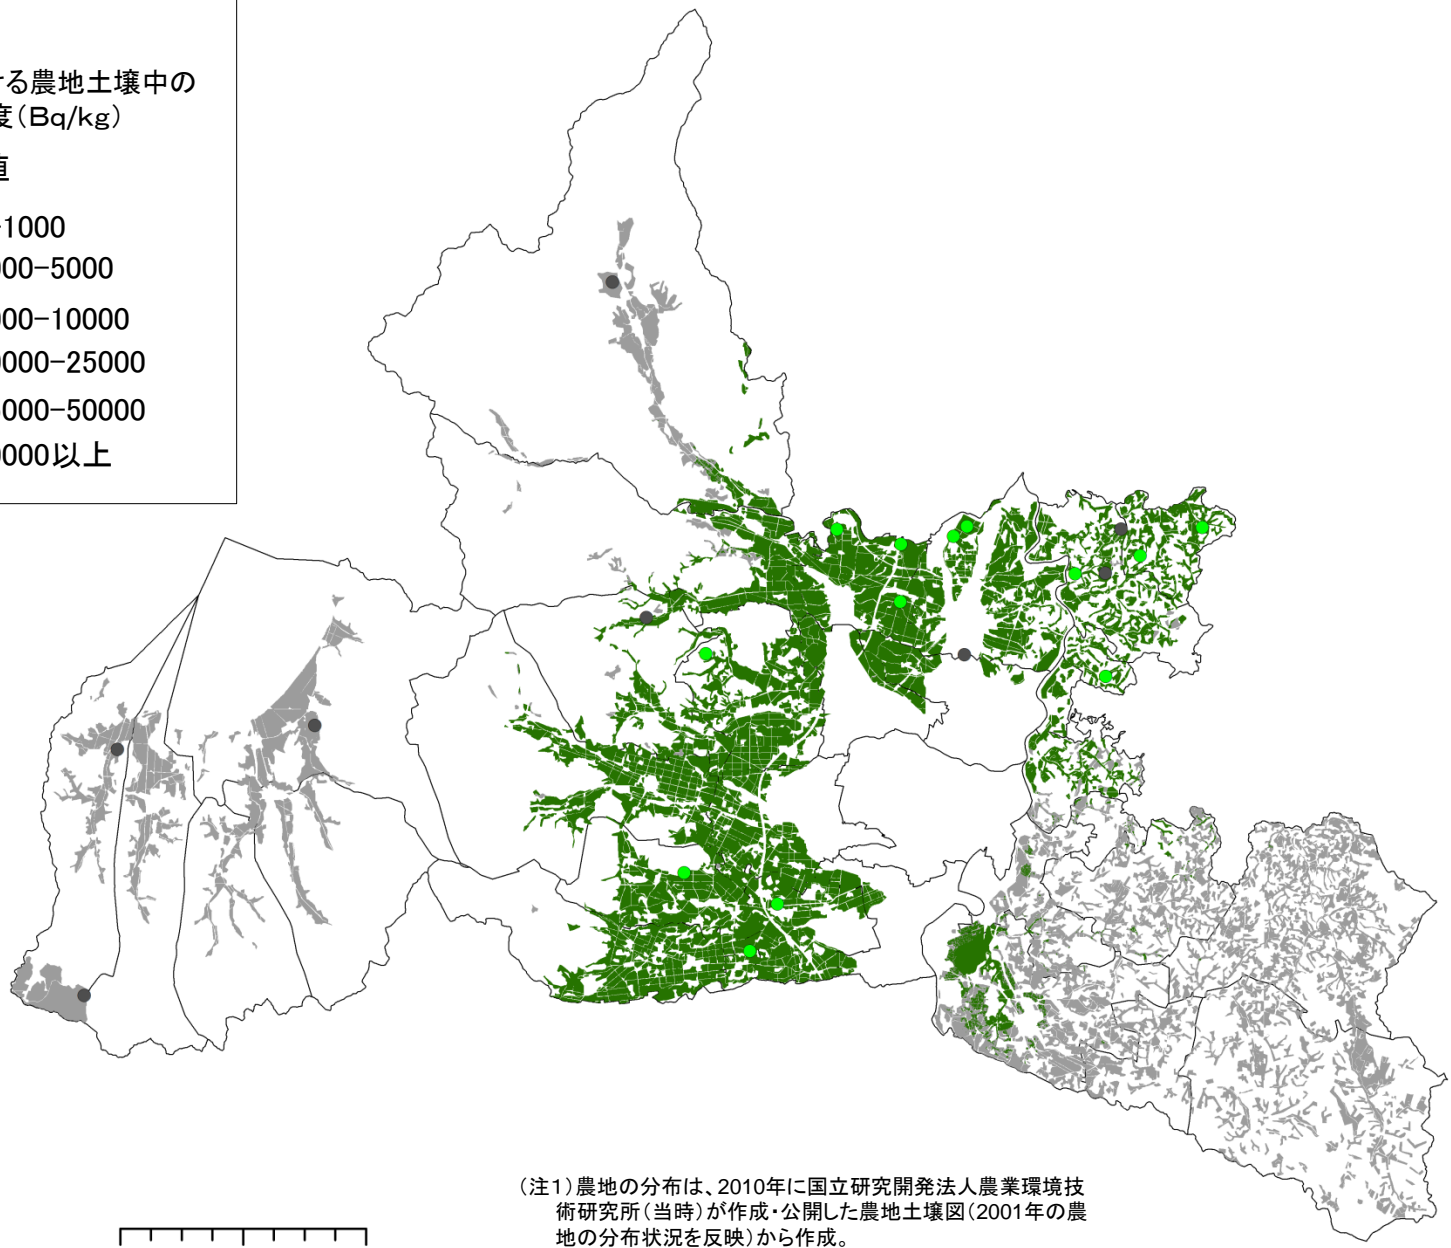 る農地土壌中の
度(Bq/kg)
値
-1000
000-5000
000-10000
0000-25000
5000-50000
0000以上
(注1)農地の分布は、2010年に国立研究開発法人農業環境技
術研究所(当時)が作成・公開した農地土壌図(2001年の農
地の分布状況を反映)から作成。